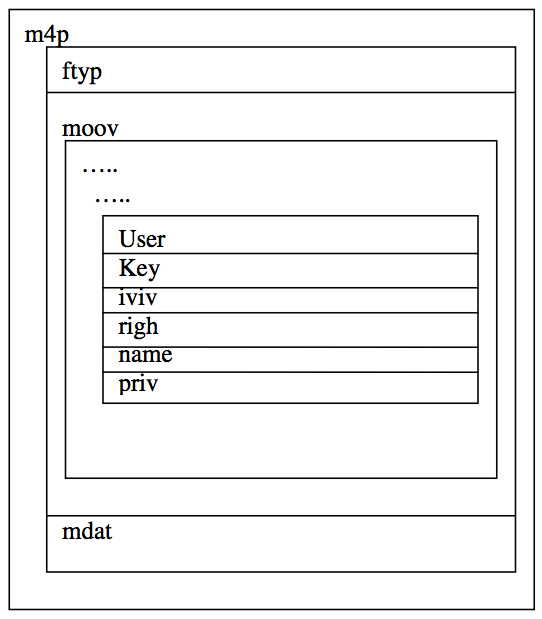 m4p
ftyp
moov
…..
…..
User
Key
iviv
righ
name
priv
mdat